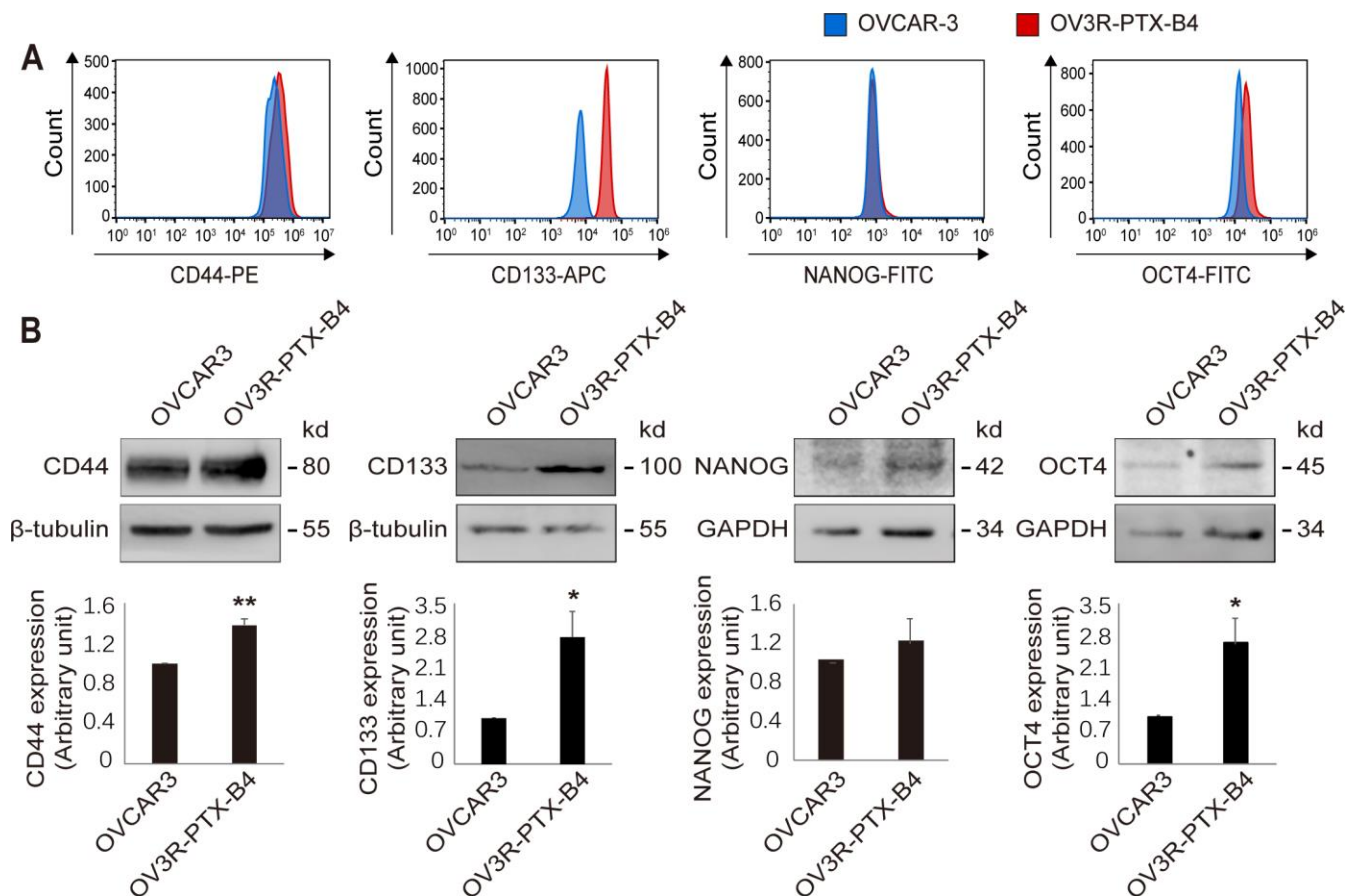 OVCAR-3 OV3R-PTX-B4
A
500 400 300 200 100 0
Count
10⁰ 10¹ 10² 10³ 10⁴ 10⁵ 10⁶ 10⁷
CD44-PE
1000 800 600 400 200 0
Count
10⁰ 10¹ 10² 10³ 10⁴ 10⁵ 10⁶
CD133-APC
800 600 400 200 0
Count
10⁰ 10¹ 10² 10³ 10⁴ 10⁵ 10⁶
NANOG-FITC
800 600 400 200 0
Count
10⁰ 10¹ 10² 10³ 10⁴ 10⁵ 10⁶
OCT4-FITC
B
OVCAR3 OV3R-PTX-B4
kd
CD44 - 80
β-tubulin - 55
OVCAR3 OV3R-PTX-B4
kd
CD133 - 100
β-tubulin - 55
OVCAR3 OV3R-PTX-B4
kd
NANOG - 42
GAPDH - 34
OVCAR3 OV3R-PTX-B4
kd
OCT4 - 45
GAPDH - 34
CD44 expression
(Arbitrary unit)
1.6 1.2 0.8 0.4 0
**
OVCAR3 OV3R-PTX-B4
CD133 expression
(Arbitrary unit)
3.5 2.8 2.1 1.4 0.7 0
*
OVCAR3 OV3R-PTX-B4
NANOG expression
(Arbitrary unit)
1.6 1.2 0.8 0.4 0
OVCAR3 OV3R-PTX-B4
OCT4 expression
(Arbitrary unit)
3.5 2.8 2.1 1.4 0.7 0
*
OVCAR3 OV3R-PTX-B4